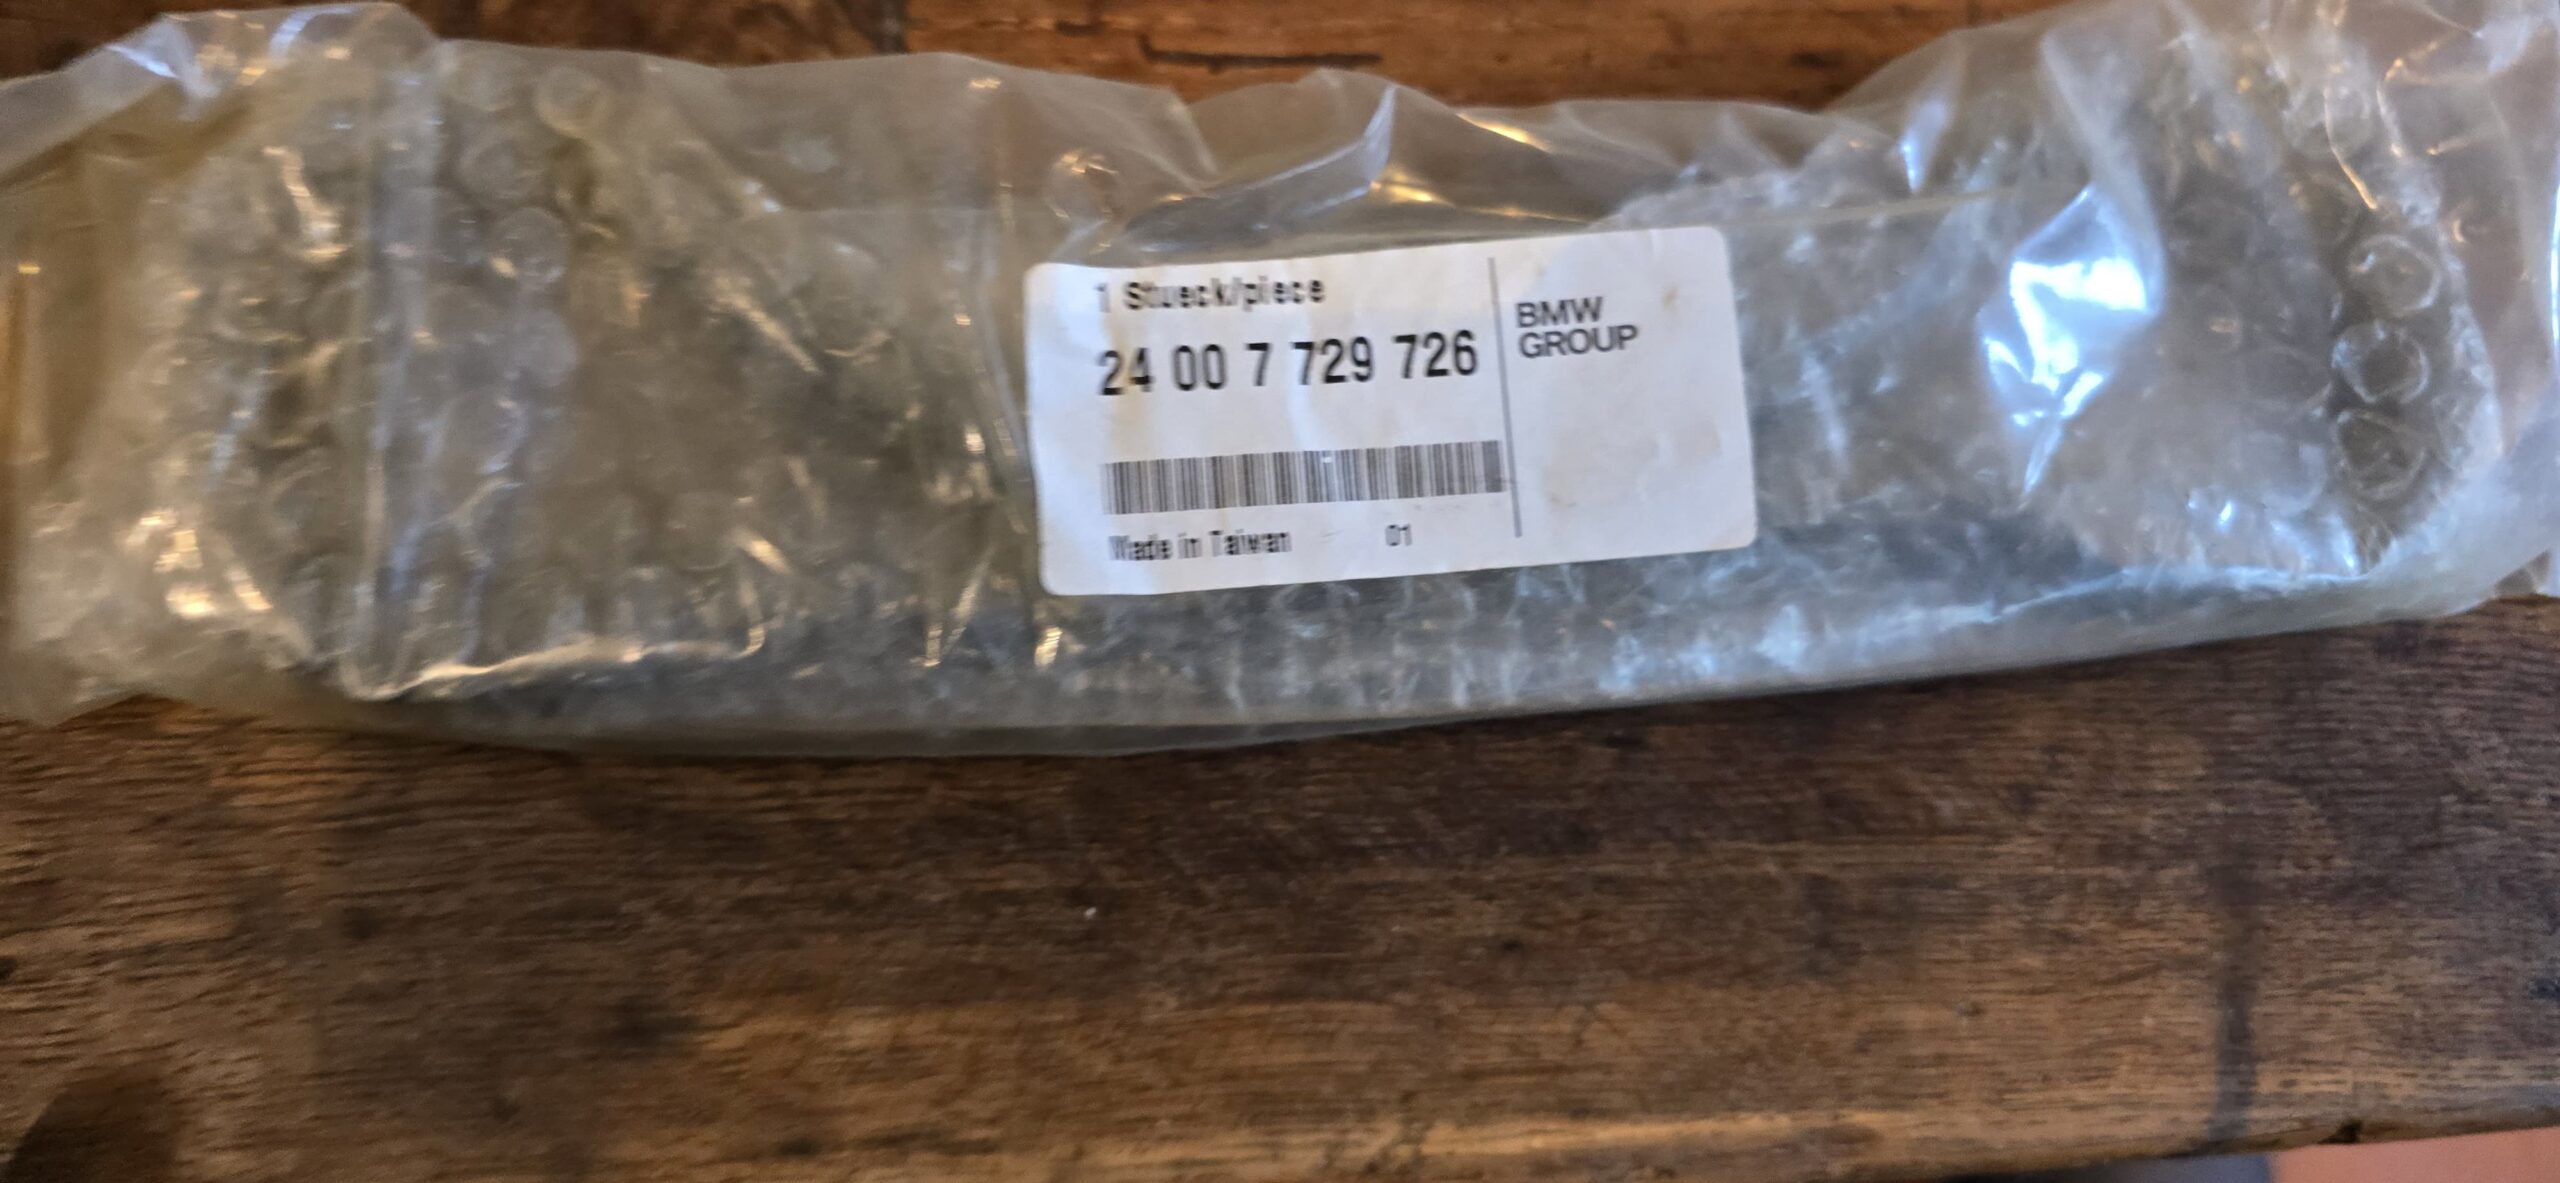 1 Stueck/piece
24 00 7 729 726
BMW
GROUP
Made in Taiwan 01